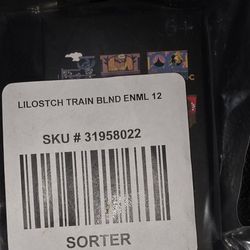 LILOSTCH TRAIN BLND ENML 12
SKU # 31958022
SORTER